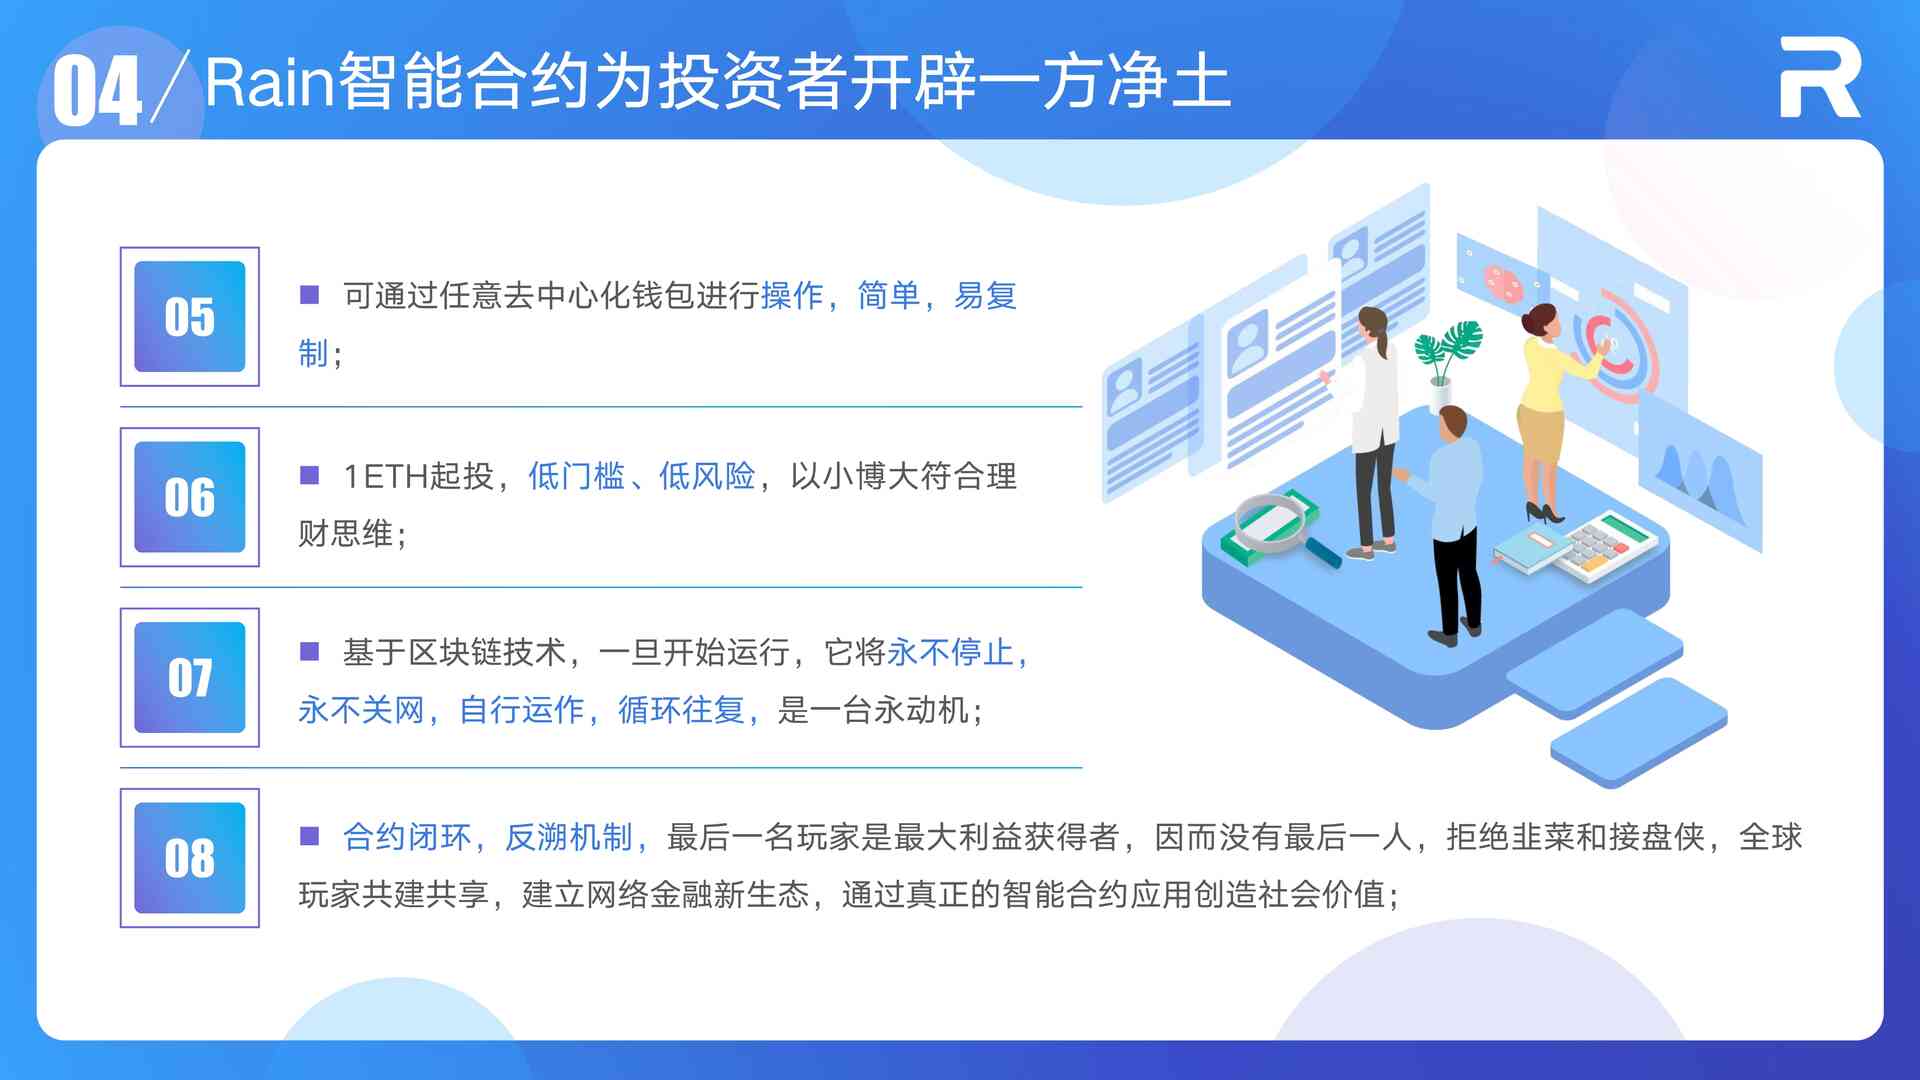 04/Rain智能合约为投资者开辟一方净土
R
05
■ 可通过任意去中心化钱包进行操作，简单，易复
制；
06
■ 1ETH起投，低门槛、低风险，以小博大符合理
财思维；
07
■ 基于区块链技术，一旦开始运行，它将永不停止，
永不关网，自行运作，循环往复，是一台永动机；
08
■ 合约闭环，反溯机制，最后一名玩家是最大利益获得者，因而没有最后一人，拒绝韭菜和接盘侠，全球
玩家共建共享，建立网络金融新生态，通过真正的智能合约应用创造社会价值；